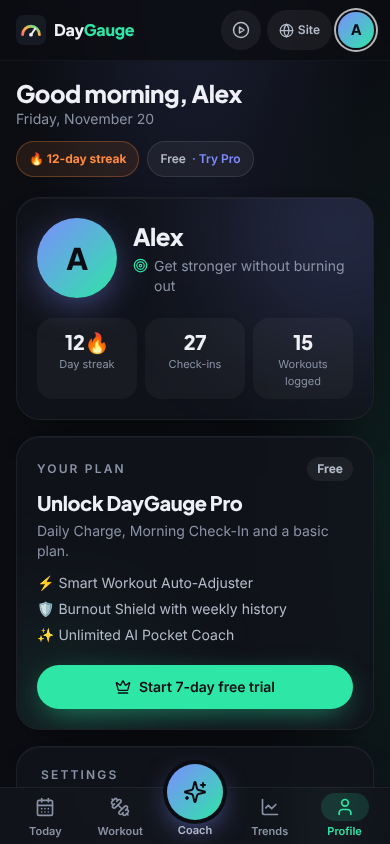 DayGauge
Site
A
Good morning, Alex
Friday, November 20
🔥 12-day streak
Free · Try Pro
A
Alex
Get stronger without burning
out
12🔥
Day streak
27
Check-ins
15
Workouts
logged
YOUR PLAN
Free
Unlock DayGauge Pro
Daily Charge, Morning Check-In and a basic
plan.
⚡ Smart Workout Auto-Adjuster
🛡️ Burnout Shield with weekly history
✨ Unlimited AI Pocket Coach
Start 7-day free trial
SETTINGS
Today
Workout
Coach
Trends
Profile